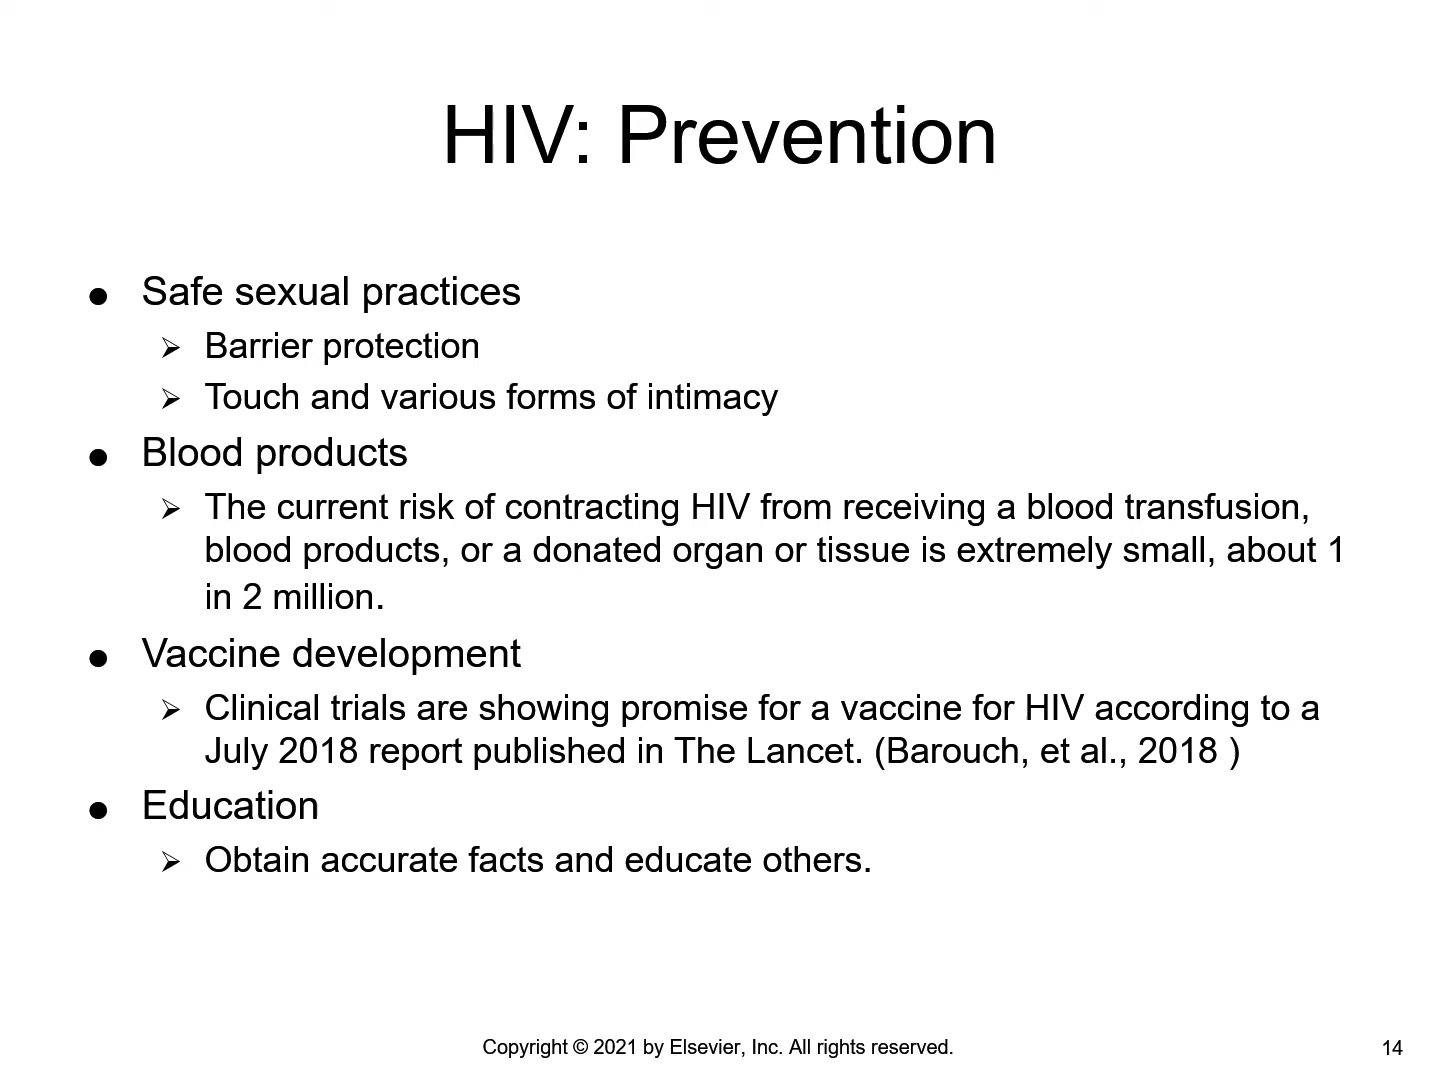 HIV: Prevention
● Safe sexual practices
➢ Barrier protection
➢ Touch and various forms of intimacy
● Blood products
➢ The current risk of contracting HIV from receiving a blood transfusion,
blood products, or a donated organ or tissue is extremely small, about 1
in 2 million.
● Vaccine development
➢ Clinical trials are showing promise for a vaccine for HIV according to a
July 2018 report published in The Lancet. (Barouch, et al., 2018 )
● Education
➢ Obtain accurate facts and educate others.
Copyright © 2021 by Elsevier, Inc. All rights reserved.
14